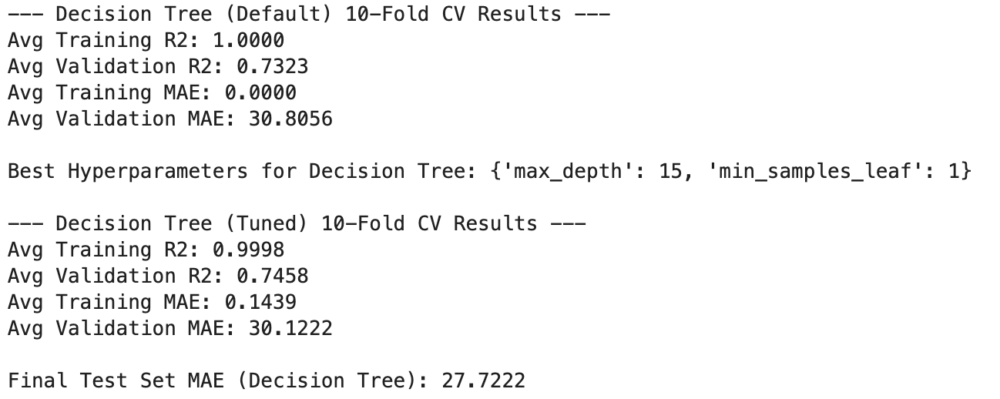 --- Decision Tree (Default) 10-Fold CV Results ---
Avg Training R2: 1.0000
Avg Validation R2: 0.7323
Avg Training MAE: 0.0000
Avg Validation MAE: 30.8056
Best Hyperparameters for Decision Tree: {'max_depth': 15, 'min_samples_leaf': 1}
--- Decision Tree (Tuned) 10-Fold CV Results ---
Avg Training R2: 0.9998
Avg Validation R2: 0.7458
Avg Training MAE: 0.1439
Avg Validation MAE: 30.1222
Final Test Set MAE (Decision Tree): 27.7222